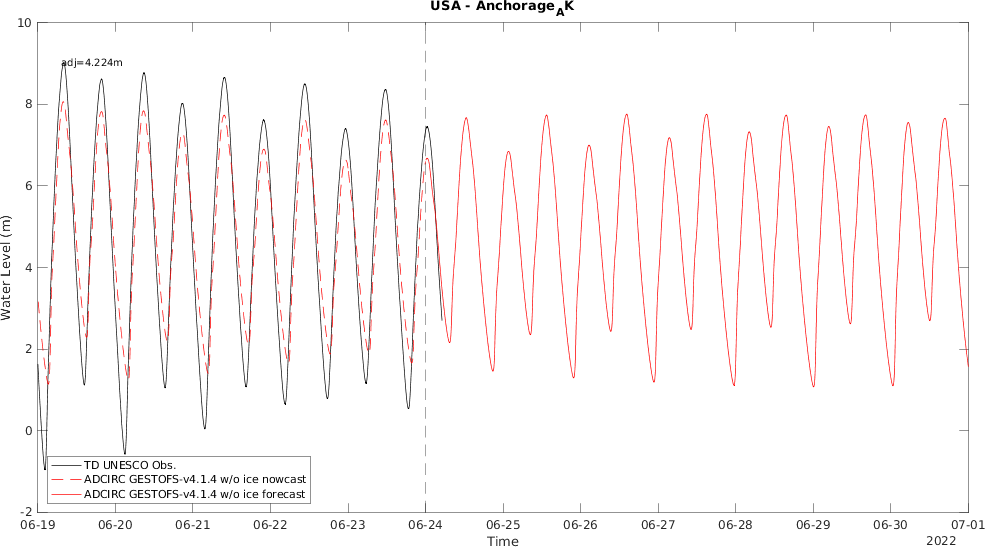 USA - Anchorage_AK
adj=4.224m
10
8
6
4
2
0
-2
Water Level (m)
TD UNESCO Obs.
ADCIRC GESTOFS-v4.1.4 w/o ice nowcast
ADCIRC GESTOFS-v4.1.4 w/o ice forecast
06-19 06-20 06-21 06-22 06-23 06-24 06-25 06-26 06-27 06-28 06-29 06-30 07-01
Time
2022